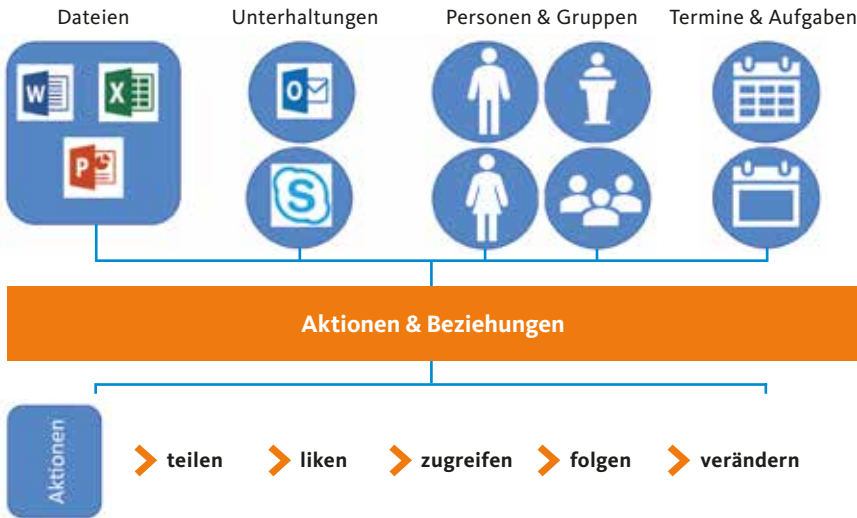 Dateien
Unterhaltungen
Personen & Gruppen
Termine & Aufgaben
W
X
P
O
S
Aktionen & Beziehungen
Aktionen
teilen
liken
zugreifen
folgen
verändern